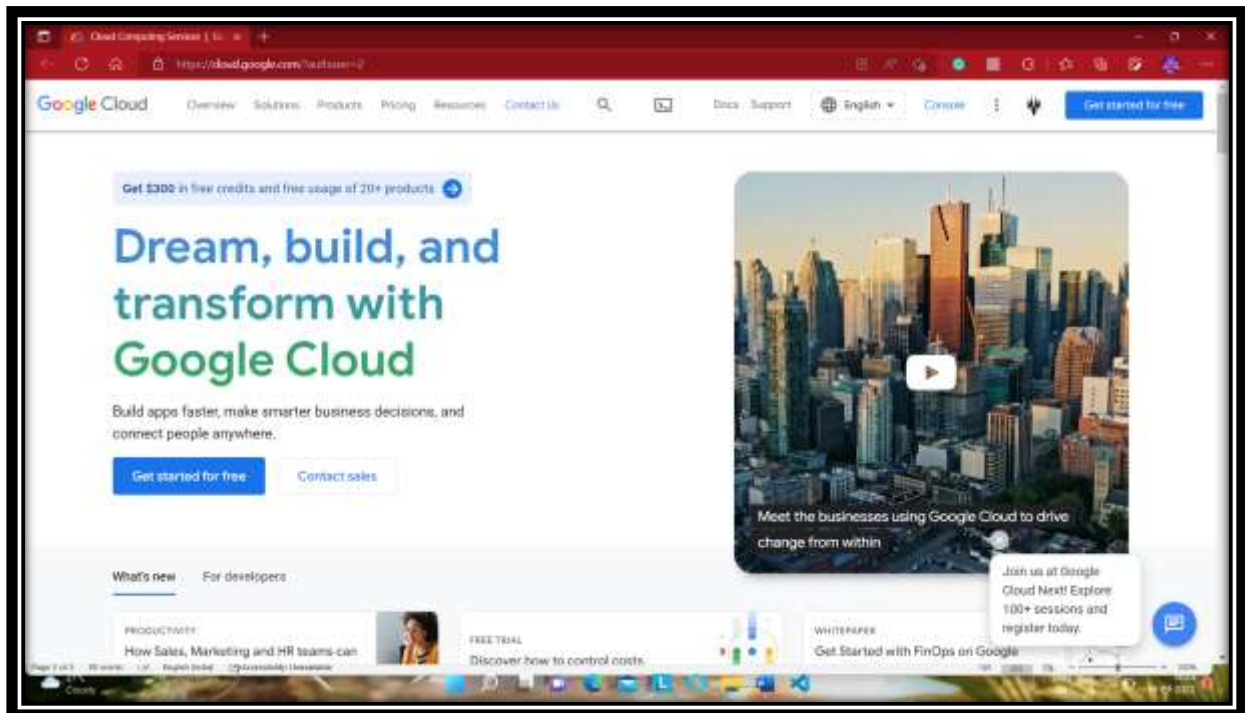 Cloud Computing Services
https://cloud.google.com
Google Cloud Overview Solutions Products Pricing Resources Contact Us Docs Support English Console Get started for free
Get $300 in free credits and free usage of 20+ products
Dream, build, and
transform with
Google Cloud
Build apps faster, make smarter business decisions, and
connect people anywhere.
Get started for free Contact sales
Meet the businesses using Google Cloud to drive
change from within
What's new For developers
Join us at Google
Cloud Next! Explore
100+ sessions and
register today.
PRODUCTIVITY
How Sales, Marketing and HR teams can
FREE TRIAL
Discover how to control costs
WHITEPAPER
Get Started with FinOps on Google
Cloudy